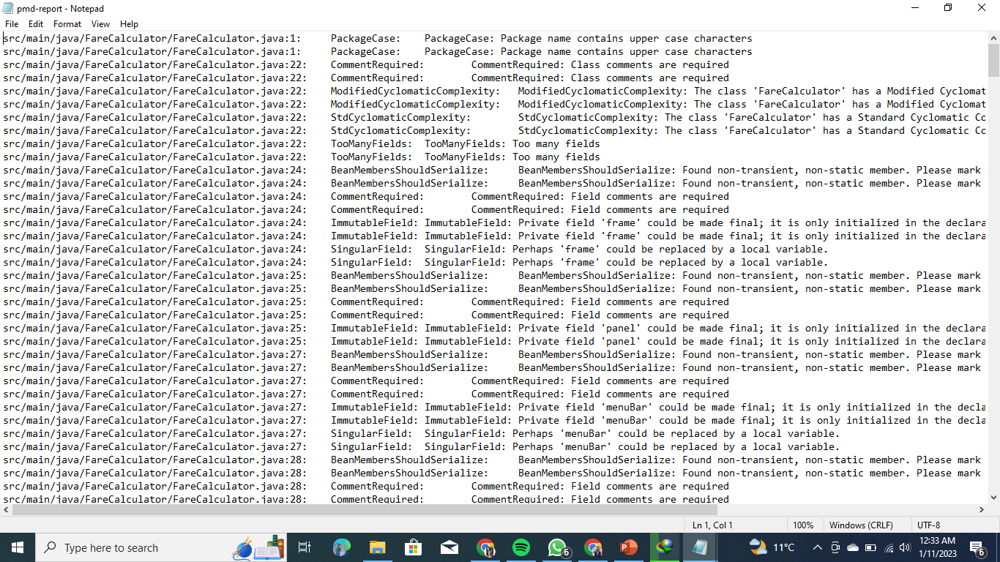 pmd-report - Notepad
File Edit Format View Help
src/main/java/FareCalculator/FareCalculator.java:1: PackageCase: PackageCase: Package name contains upper case characters
src/main/java/FareCalculator/FareCalculator.java:1: PackageCase: PackageCase: Package name contains upper case characters
src/main/java/FareCalculator/FareCalculator.java:22: CommentRequired: CommentRequired: Class comments are required
src/main/java/FareCalculator/FareCalculator.java:22: CommentRequired: CommentRequired: Class comments are required
src/main/java/FareCalculator/FareCalculator.java:22: ModifiedCyclomaticComplexity: ModifiedCyclomaticComplexity: The class 'FareCalculator' has a Modified Cyclomat
src/main/java/FareCalculator/FareCalculator.java:22: ModifiedCyclomaticComplexity: ModifiedCyclomaticComplexity: The class 'FareCalculator' has a Modified Cyclomat
src/main/java/FareCalculator/FareCalculator.java:22: StdCyclomaticComplexity: StdCyclomaticComplexity: The class 'FareCalculator' has a Standard Cyclomatic Co
src/main/java/FareCalculator/FareCalculator.java:22: StdCyclomaticComplexity: StdCyclomaticComplexity: The class 'FareCalculator' has a Standard Cyclomatic Co
src/main/java/FareCalculator/FareCalculator.java:22: TooManyFields: TooManyFields: Too many fields
src/main/java/FareCalculator/FareCalculator.java:22: TooManyFields: TooManyFields: Too many fields
src/main/java/FareCalculator/FareCalculator.java:24: BeanMembersShouldSerialize: BeanMembersShouldSerialize: Found non-transient, non-static member. Please mark
src/main/java/FareCalculator/FareCalculator.java:24: BeanMembersShouldSerialize: BeanMembersShouldSerialize: Found non-transient, non-static member. Please mark
src/main/java/FareCalculator/FareCalculator.java:24: CommentRequired: CommentRequired: Field comments are required
src/main/java/FareCalculator/FareCalculator.java:24: CommentRequired: CommentRequired: Field comments are required
src/main/java/FareCalculator/FareCalculator.java:24: ImmutableField: ImmutableField: Private field 'frame' could be made final; it is only initialized in the declara
src/main/java/FareCalculator/FareCalculator.java:24: ImmutableField: ImmutableField: Private field 'frame' could be made final; it is only initialized in the declara
src/main/java/FareCalculator/FareCalculator.java:24: SingularField: SingularField: Perhaps 'frame' could be replaced by a local variable.
src/main/java/FareCalculator/FareCalculator.java:24: SingularField: SingularField: Perhaps 'frame' could be replaced by a local variable.
src/main/java/FareCalculator/FareCalculator.java:25: BeanMembersShouldSerialize: BeanMembersShouldSerialize: Found non-transient, non-static member. Please mark
src/main/java/FareCalculator/FareCalculator.java:25: BeanMembersShouldSerialize: BeanMembersShouldSerialize: Found non-transient, non-static member. Please mark
src/main/java/FareCalculator/FareCalculator.java:25: CommentRequired: CommentRequired: Field comments are required
src/main/java/FareCalculator/FareCalculator.java:25: CommentRequired: CommentRequired: Field comments are required
src/main/java/FareCalculator/FareCalculator.java:25: ImmutableField: ImmutableField: Private field 'panel' could be made final; it is only initialized in the declara
src/main/java/FareCalculator/FareCalculator.java:25: ImmutableField: ImmutableField: Private field 'panel' could be made final; it is only initialized in the declara
src/main/java/FareCalculator/FareCalculator.java:27: BeanMembersShouldSerialize: BeanMembersShouldSerialize: Found non-transient, non-static member. Please mark
src/main/java/FareCalculator/FareCalculator.java:27: BeanMembersShouldSerialize: BeanMembersShouldSerialize: Found non-transient, non-static member. Please mark
src/main/java/FareCalculator/FareCalculator.java:27: CommentRequired: CommentRequired: Field comments are required
src/main/java/FareCalculator/FareCalculator.java:27: CommentRequired: CommentRequired: Field comments are required
src/main/java/FareCalculator/FareCalculator.java:27: ImmutableField: ImmutableField: Private field 'menuBar' could be made final; it is only initialized in the decla
src/main/java/FareCalculator/FareCalculator.java:27: ImmutableField: ImmutableField: Private field 'menuBar' could be made final; it is only initialized in the decla
src/main/java/FareCalculator/FareCalculator.java:27: SingularField: SingularField: Perhaps 'menuBar' could be replaced by a local variable.
src/main/java/FareCalculator/FareCalculator.java:27: SingularField: SingularField: Perhaps 'menuBar' could be replaced by a local variable.
src/main/java/FareCalculator/FareCalculator.java:28: BeanMembersShouldSerialize: BeanMembersShouldSerialize: Found non-transient, non-static member. Please mark
src/main/java/FareCalculator/FareCalculator.java:28: BeanMembersShouldSerialize: BeanMembersShouldSerialize: Found non-transient, non-static member. Please mark
src/main/java/FareCalculator/FareCalculator.java:28: CommentRequired: CommentRequired: Field comments are required
src/main/java/FareCalculator/FareCalculator.java:28: CommentRequired: CommentRequired: Field comments are required
Ln 1, Col 1 100% Windows (CRLF) UTF-8
Type here to search 6 11°C 12:33 AM 6
1/11/2023